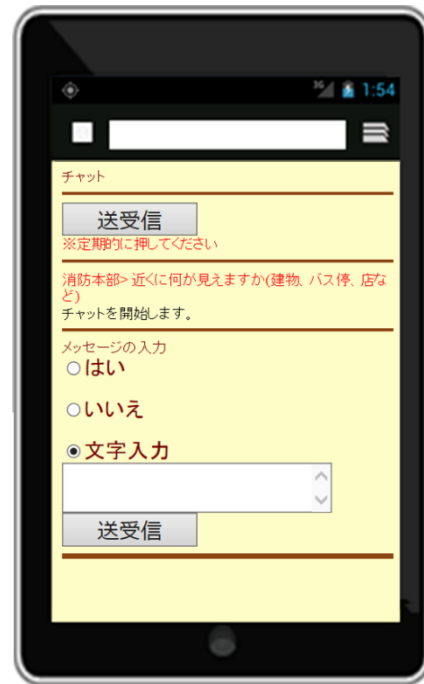 3G 1:54
チャット
送受信
※定期的に押してください
消防本部> 近くに何が見えますか(建物、バス停、店な
ど)
チャットを開始します。
メッセージの入力
はい
いいえ
文字入力
送受信